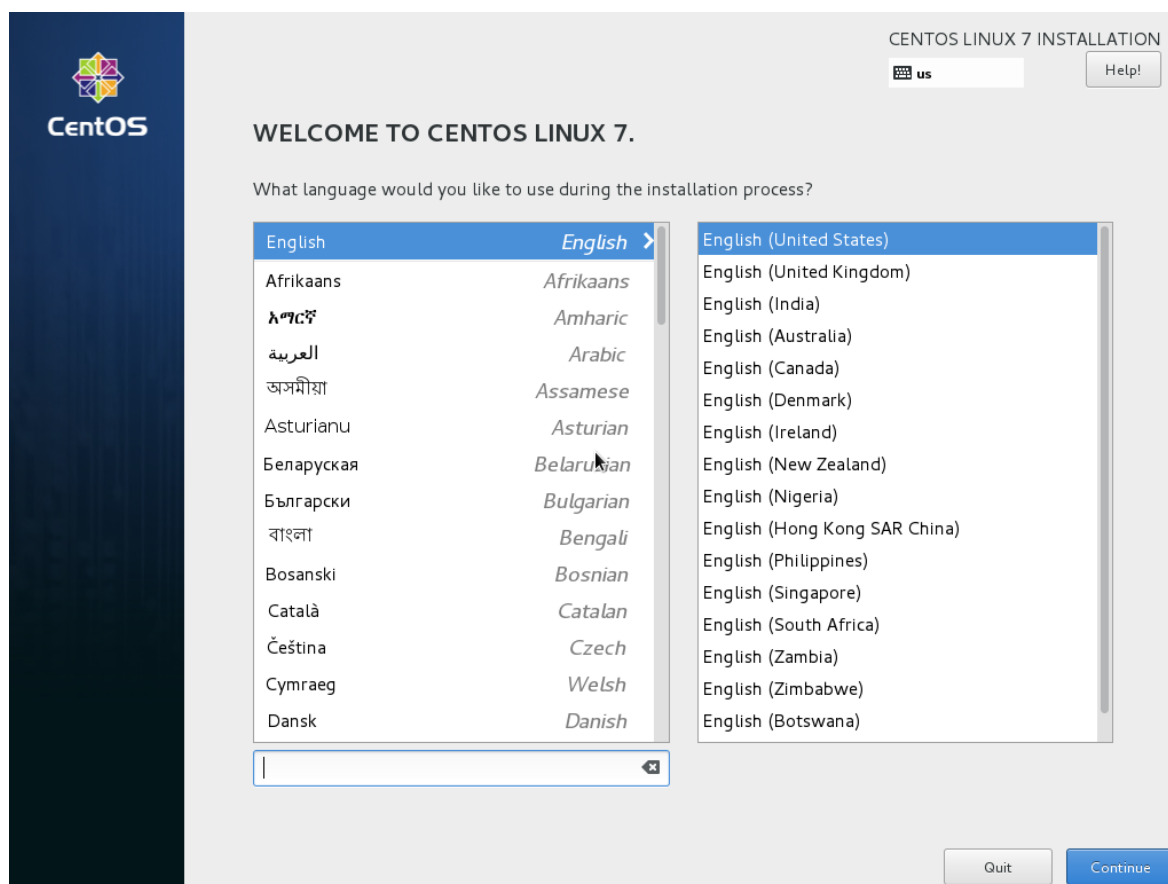 CentOS
CENTOS LINUX 7 INSTALLATION
us
Help!
WELCOME TO CENTOS LINUX 7.
What language would you like to use during the installation process?
English English
Afrikaans Afrikaans
አማርኛ Amharic
العربية Arabic
অসমীয়া Assamese
Asturianu Asturian
Беларуская Belarusian
Български Bulgarian
বাংলা Bengali
Bosanski Bosnian
Català Catalan
Čeština Czech
Cymraeg Welsh
Dansk Danish
English (United States)
English (United Kingdom)
English (India)
English (Australia)
English (Canada)
English (Denmark)
English (Ireland)
English (New Zealand)
English (Nigeria)
English (Hong Kong SAR China)
English (Philippines)
English (Singapore)
English (South Africa)
English (Zambia)
English (Zimbabwe)
English (Botswana)
Quit
Continue